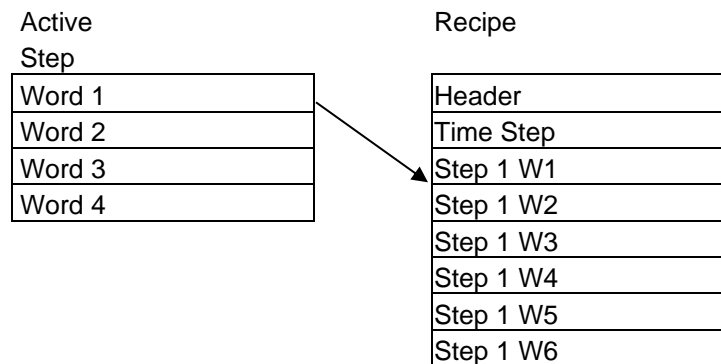 Active
Step
Word 1
Word 2
Word 3
Word 4
Recipe
Header
Time Step
Step 1 W1
Step 1 W2
Step 1 W3
Step 1 W4
Step 1 W5
Step 1 W6